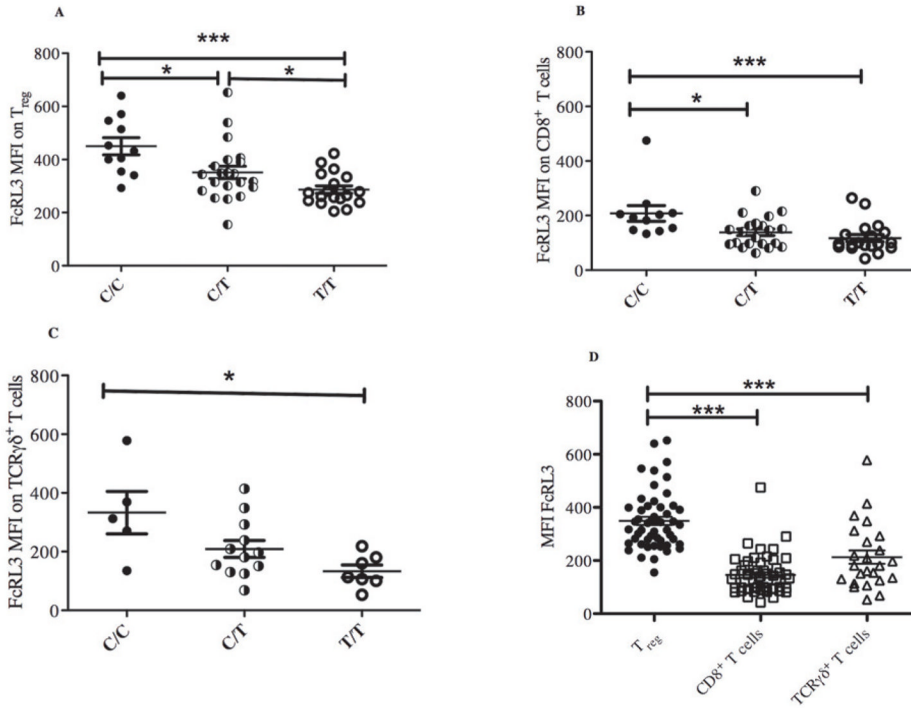 A
FcRL3 MFI on Treg
800
600
400
200
0
***
*
*
C/C
C/T
T/T
B
FcRL3 MFI on CD8+ T cells
800
600
400
200
0
***
*
C/C
C/T
T/T
C
FcRL3 MFI on TCRγδ+ T cells
800
600
400
200
0
*
C/C
C/T
T/T
D
MFI FcRL3
800
600
400
200
0
***
***
T reg
CD8+ T cells
TCRγδ+ T cells